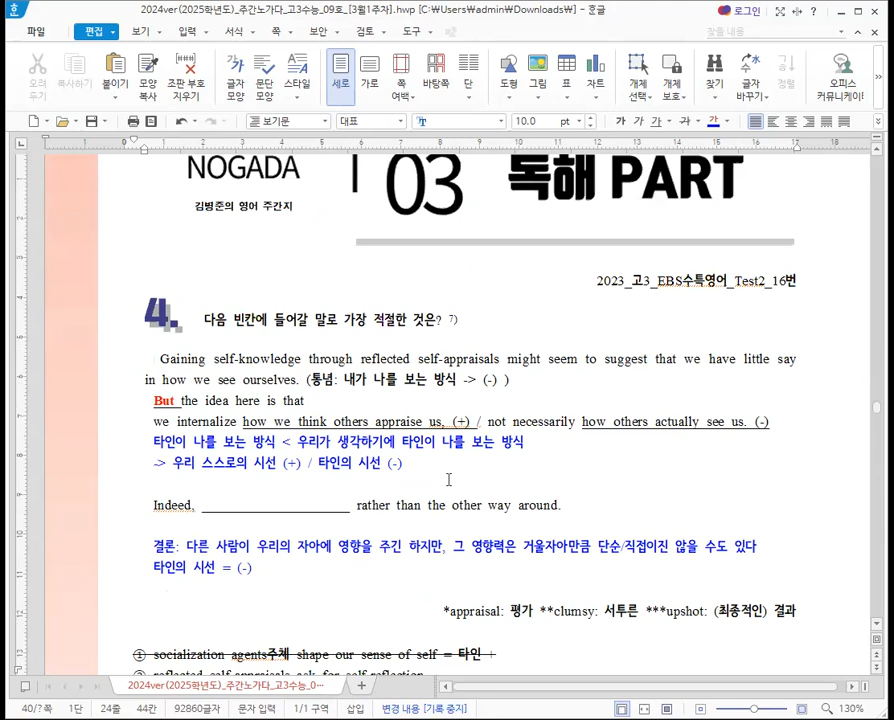 2024ver(2025학년도)_주간노가다_고3수능_09호_[3월1주차].hwp [C:₩Users₩admin₩Downloads₩] - 훈글
로그인
파일 편집 보기 입력 서식 쪽 보안 검토 도구 찾을 내용
오려 두기
복사하기
붙이기
모양 복사
조판 부호 지우기
글자 모양
문단 모양
스타일
세로
가로
쪽 여백
바탕쪽
단
도형
그림
표
차트
개체 선택
개체 보호
찾기
글자 바꾸기
정렬
오피스 커뮤니케이터
보기문 대표 10.0 pt 가 가 가 가 가
NOGADA
김병준의 영어 주간지
03 독해 PART
2023_고3_EBS수특영어_Test2_16번
4. 다음 빈칸에 들어갈 말로 가장 적절한 것은? 7)
Gaining self-knowledge through reflected self-appraisals might seem to suggest that we have little say
in how we see ourselves. (통념: 내가 나를 보는 방식 -> (-) )
But the idea here is that
we internalize how we think others appraise us, (+) / not necessarily how others actually see us. (-)
타인이 나를 보는 방식 < 우리가 생각하기에 타인이 나를 보는 방식
-> 우리 스스로의 시선 (+) / 타인의 시선 (-)
Indeed, ______________________ rather than the other way around.
결론: 다른 사람이 우리의 자아에 영향을 주긴 하지만, 그 영향력은 거울자아만큼 단순/직접이진 않을 수도 있다
타인의 시선 = (-)
*appraisal: 평가 **clumsy: 서투른 ***upshot: (최종적인) 결과
① socialization agents주체 shape our sense of self = 타인 +
② reflected self-appraisals ask for self-reflection
2024ver(2025학년도)_주간노가다_고3수능_0···
40/? 쪽 1단 24줄 44칸 92860글자 문자 입력 1/1 구역 삽입 변경 내용 [기록 중지] 130%